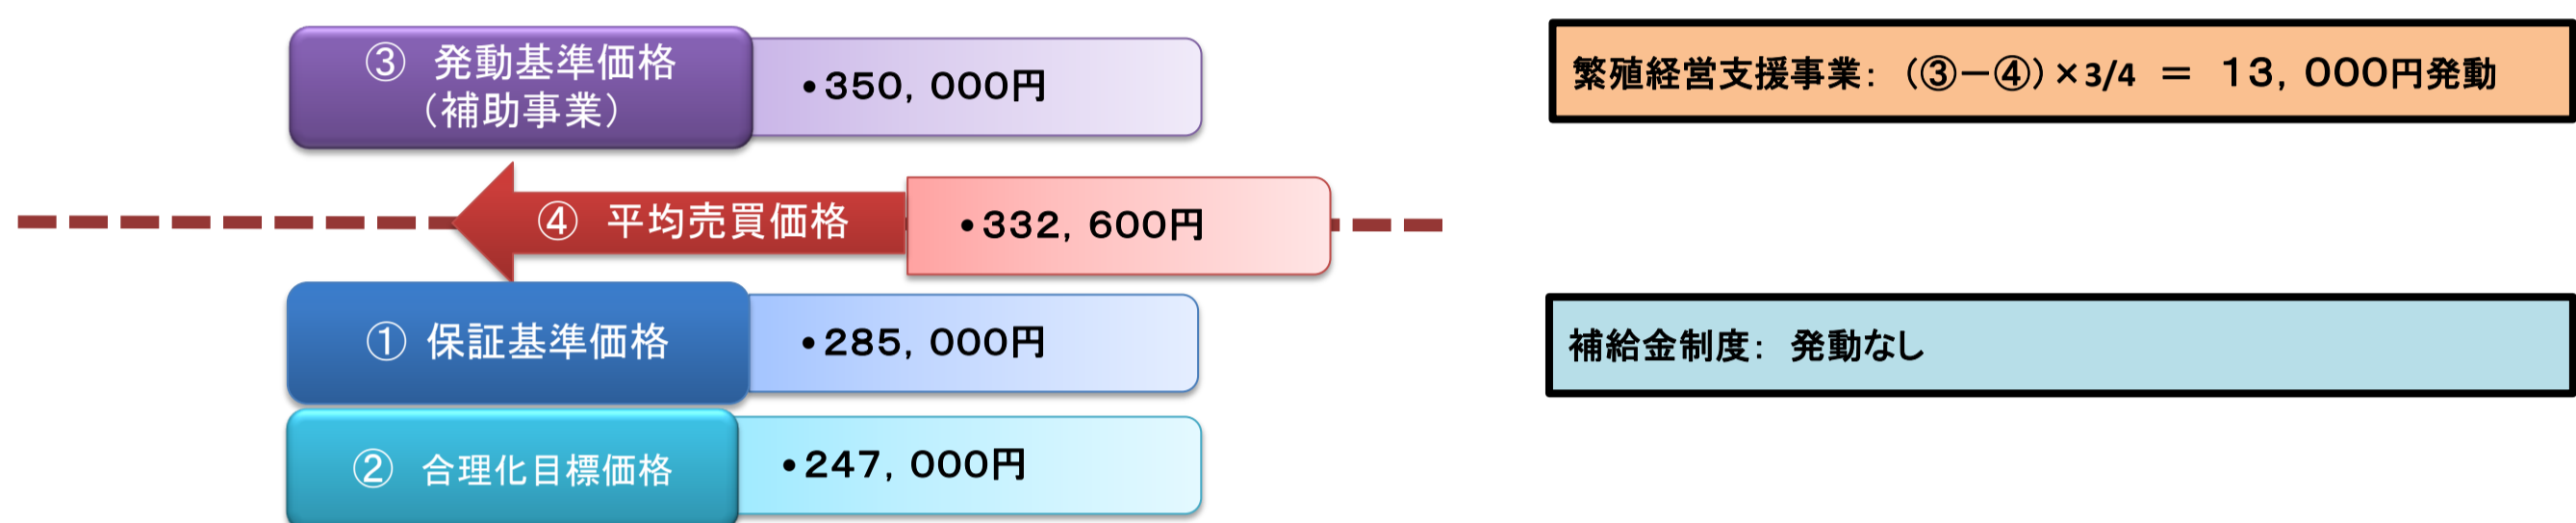 ③ 発動基準価格
（補助事業）
•350，000円
繁殖経営支援事業：（③－④）×3/4 ＝ 13，000円発動
④ 平均売買価格
•332，600円
① 保証基準価格
•285，000円
補給金制度： 発動なし
② 合理化目標価格
•247，000円